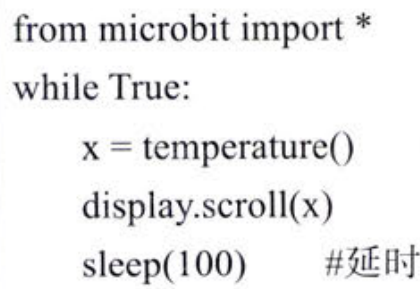 from microbit import *
while True:
x = temperature()
display.scroll(x)
sleep(100) #延时